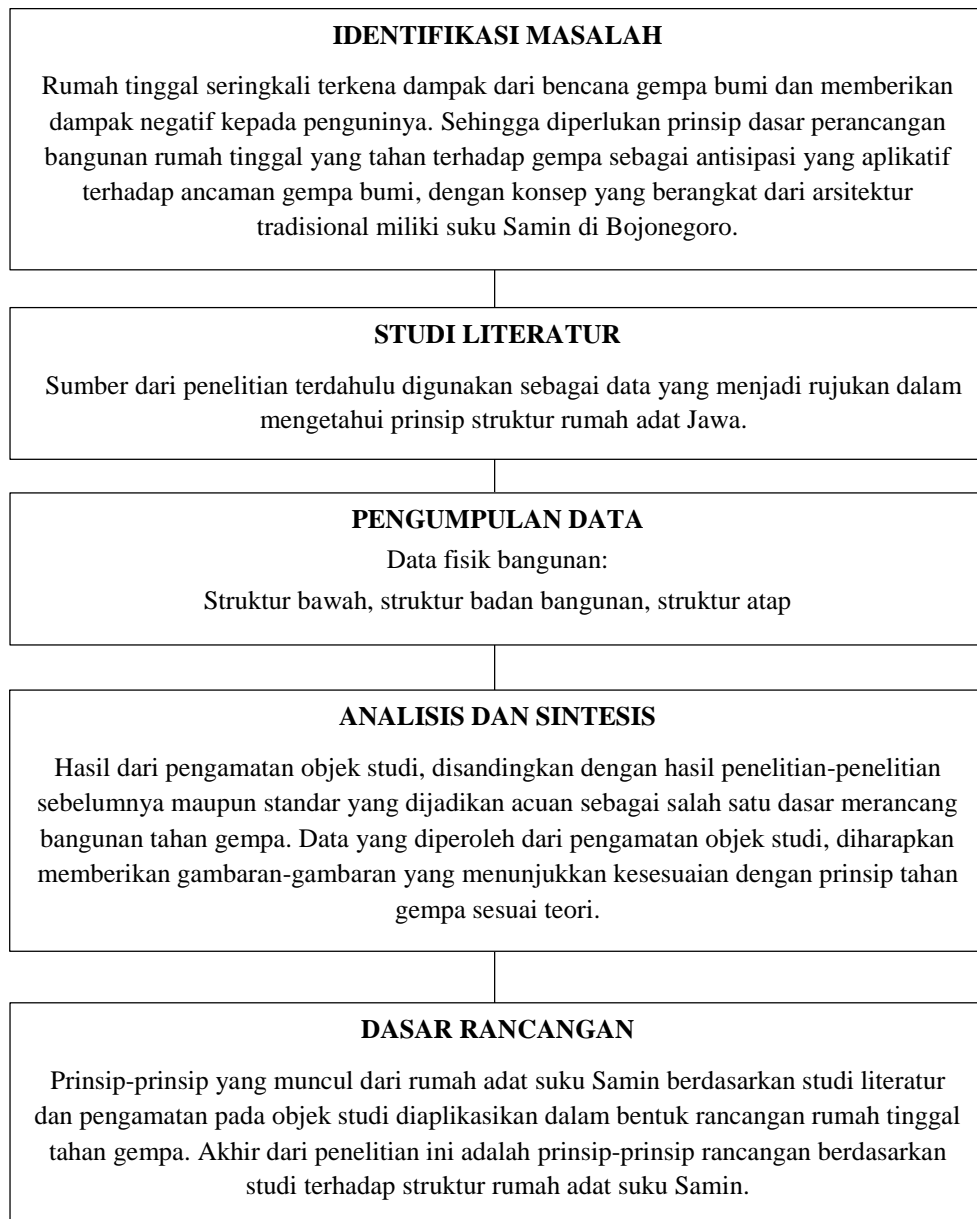 IDENTIFIKASI MASALAH
Rumah tinggal seringkali terkena dampak dari bencana gempa bumi dan memberikan
dampak negatif kepada penguninya. Sehingga diperlukan prinsip dasar perancangan
bangunan rumah tinggal yang tahan terhadap gempa sebagai antisipasi yang aplikatif
terhadap ancaman gempa bumi, dengan konsep yang berangkat dari arsitektur
tradisional miliki suku Samin di Bojonegoro.
STUDI LITERATUR
Sumber dari penelitian terdahulu digunakan sebagai data yang menjadi rujukan dalam
mengetahui prinsip struktur rumah adat Jawa.
PENGUMPULAN DATA
Data fisik bangunan:
Struktur bawah, struktur badan bangunan, struktur atap
ANALISIS DAN SINTESIS
Hasil dari pengamatan objek studi, disandingkan dengan hasil penelitian-penelitian
sebelumnya maupun standar yang dijadikan acuan sebagai salah satu dasar merancang
bangunan tahan gempa. Data yang diperoleh dari pengamatan objek studi, diharapkan
memberikan gambaran-gambaran yang menunjukkan kesesuaian dengan prinsip tahan
gempa sesuai teori.
DASAR RANCANGAN
Prinsip-prinsip yang muncul dari rumah adat suku Samin berdasarkan studi literatur
dan pengamatan pada objek studi diaplikasikan dalam bentuk rancangan rumah tinggal
tahan gempa. Akhir dari penelitian ini adalah prinsip-prinsip rancangan berdasarkan
studi terhadap struktur rumah adat suku Samin.